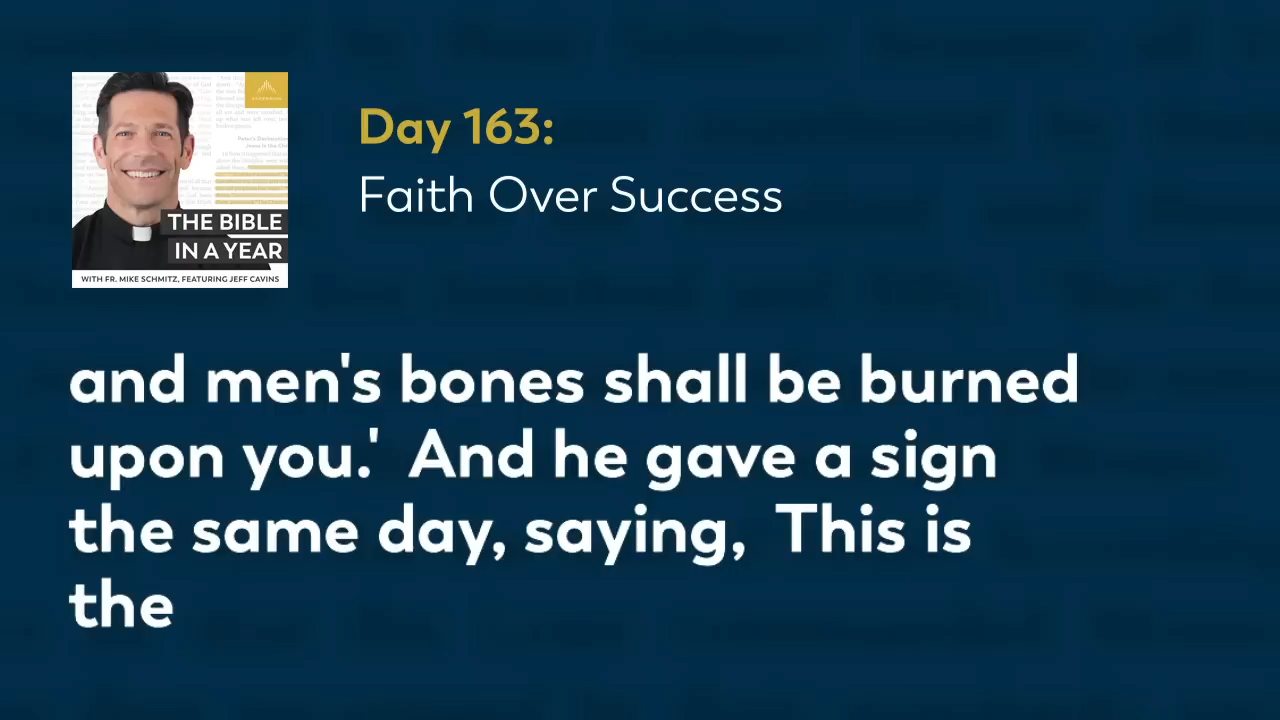 THE BIBLE
IN A YEAR
WITH FR. MIKE SCHMITZ, FEATURING JEFF CAVINS
Day 163:
Faith Over Success
and men's bones shall be burned
upon you.' And he gave a sign
the same day, saying, This is
the